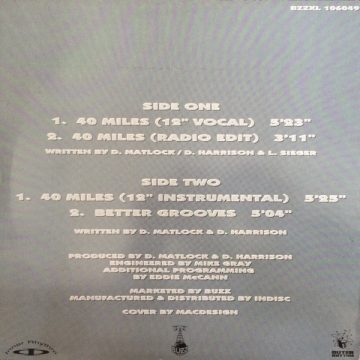 BZZXL 106049
SIDE ONE
1. 40 MILES (12" VOCAL) 5'23"
2. 40 MILES (RADIO EDIT) 3'11"
WRITTEN BY D. MATLOCK / D. HARRISON & L. SIEGER
SIDE TWO
1. 40 MILES (12" INSTRUMENTAL) 5'25"
2. BETTER GROOVES 5'04"
WRITTEN BY D. MATLOCK & D. HARRISON
PRODUCED BY D. MATLOCK & D. HARRISON
ENGINEERED BY MIKE GRAY
ADDITIONAL PROGRAMMING
BY EDDIE McCANN
MARKETED BY BUZZ
MANUFACTURED & DISTRIBUTED BY INDISC
COVER BY MACDESIGN
Inner Rhythm